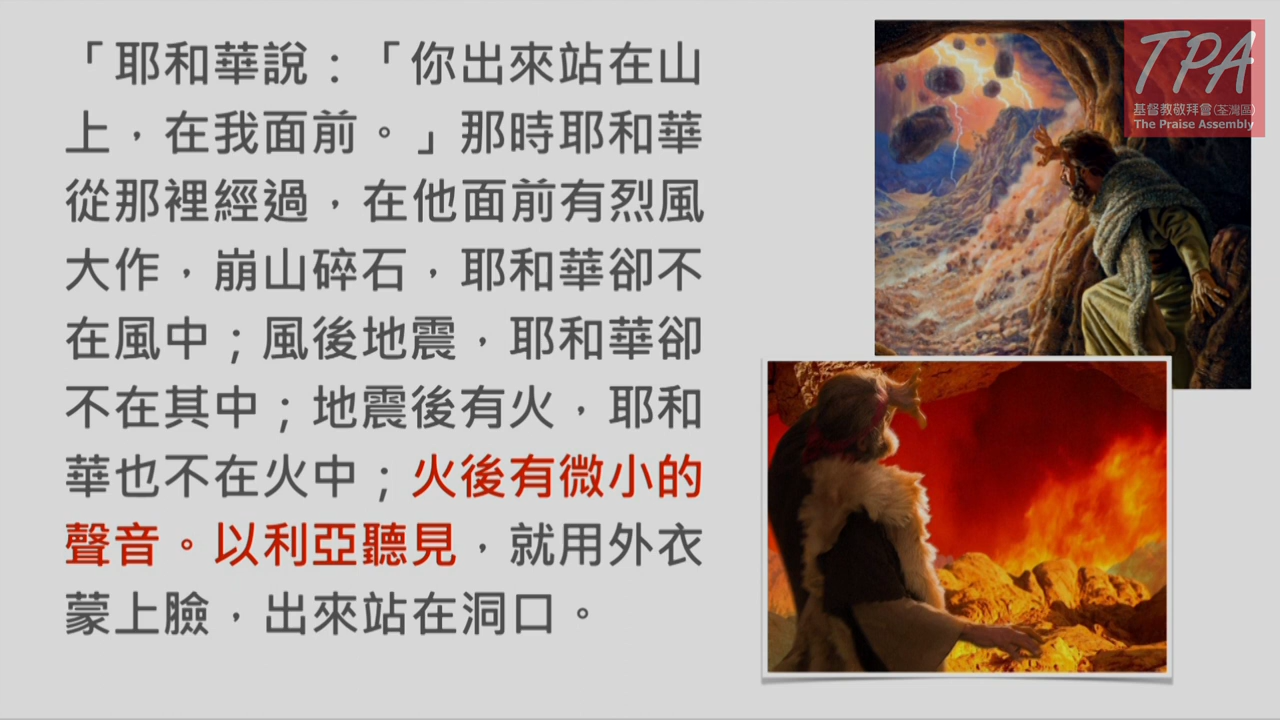 「耶和華說：「你出來站在山
上，在我面前。」那時耶和華
從那裡經過，在他面前有烈風
大作，崩山碎石，耶和華卻不
在風中；風後地震，耶和華卻
不在其中；地震後有火，耶和
華也不在火中；火後有微小的
聲音。以利亞聽見，就用外衣
蒙上臉，出來站在洞口。
TPA
基督教敬拜會(荃灣區)
The Praise Assembly